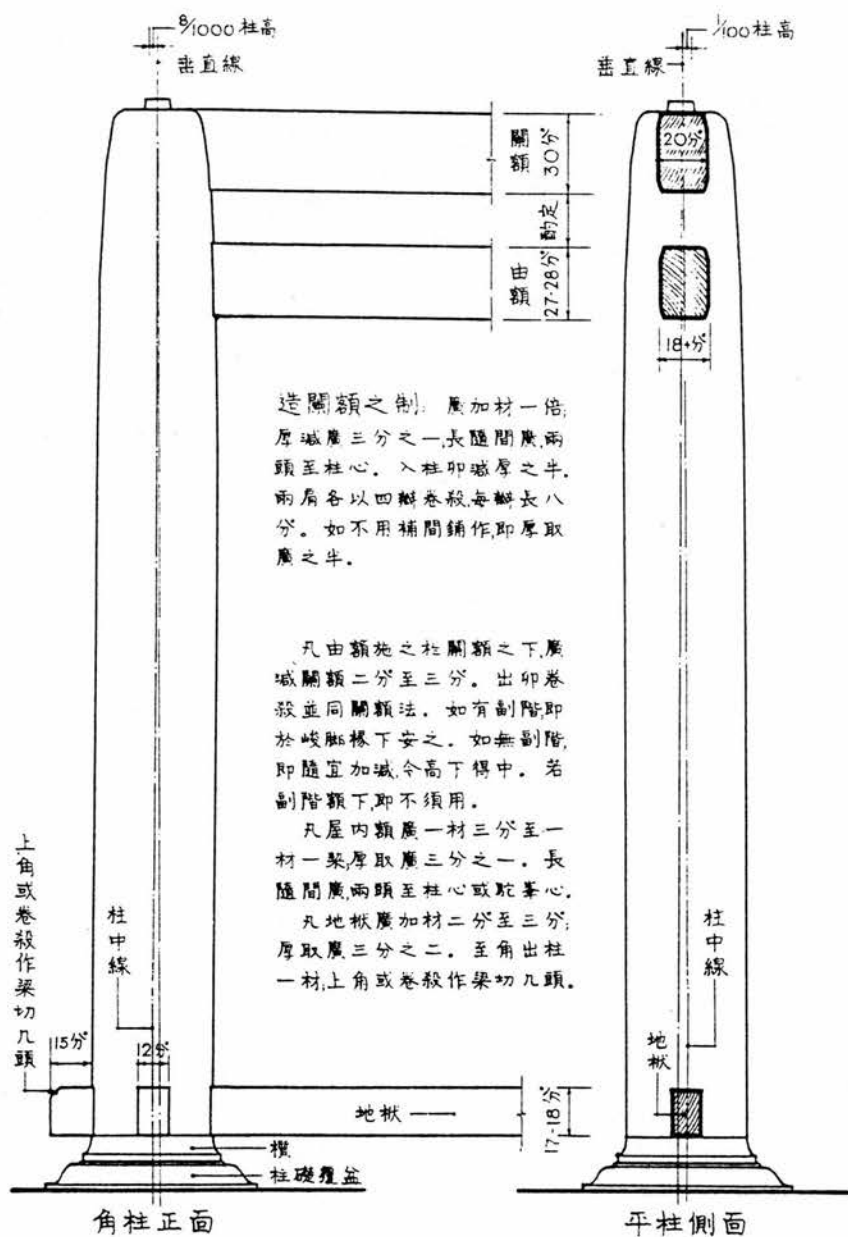 8/1000 柱高
垂直線
1/100 柱高
垂直線
闌額
30分°
20分°
酌定
由額
27-28分°
18+分°
造闌額之制: 廣加材一倍;
厚減廣三分之一,長隨間廣,兩
頭至柱心. 入柱卯減厚之半.
兩肩各以四瓣卷殺,每瓣長八
分. 如不用補間鋪作,即厚取
廣之半.
凡由額施之於闌額之下,廣
減闌額二分°至三分°. 出卯卷
殺並同闌額法. 如有副階,即
於峻脚椽下安之. 如無副階,
即隨宜加減,令高下得中. 若
副階額下,即不須用.
凡屋内額廣一材三分至一
材一栔,厚取廣三分之一. 長
隨間廣,兩頭至柱心或駝峯心.
凡地栿廣加材二分至三分;
厚取廣三分之二. 至角出柱
一材;上角或卷殺作梁切几頭.
上角或卷殺作梁切几頭
柱中線
15分°
12分°
地栿
17-18分°
櫍
柱礎覆盆
角柱正面
柱中線
地栿
平柱側面